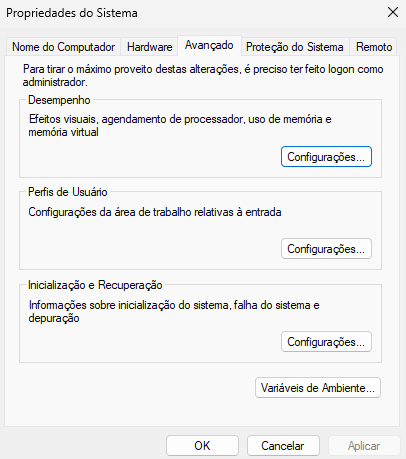 Propriedades do Sistema
Nome do Computador
Hardware
Avançado
Proteção do Sistema
Remoto
Para tirar o máximo proveito destas alterações, é preciso ter feito logon como
administrador.
Desempenho
Efeitos visuais, agendamento de processador, uso de memória e
memória virtual
Configurações...
Perfis de Usuário
Configurações da área de trabalho relativas à entrada
Configurações...
Inicialização e Recuperação
Informações sobre inicialização do sistema, falha do sistema e
depuração
Configurações...
Variáveis de Ambiente...
OK
Cancelar
Aplicar